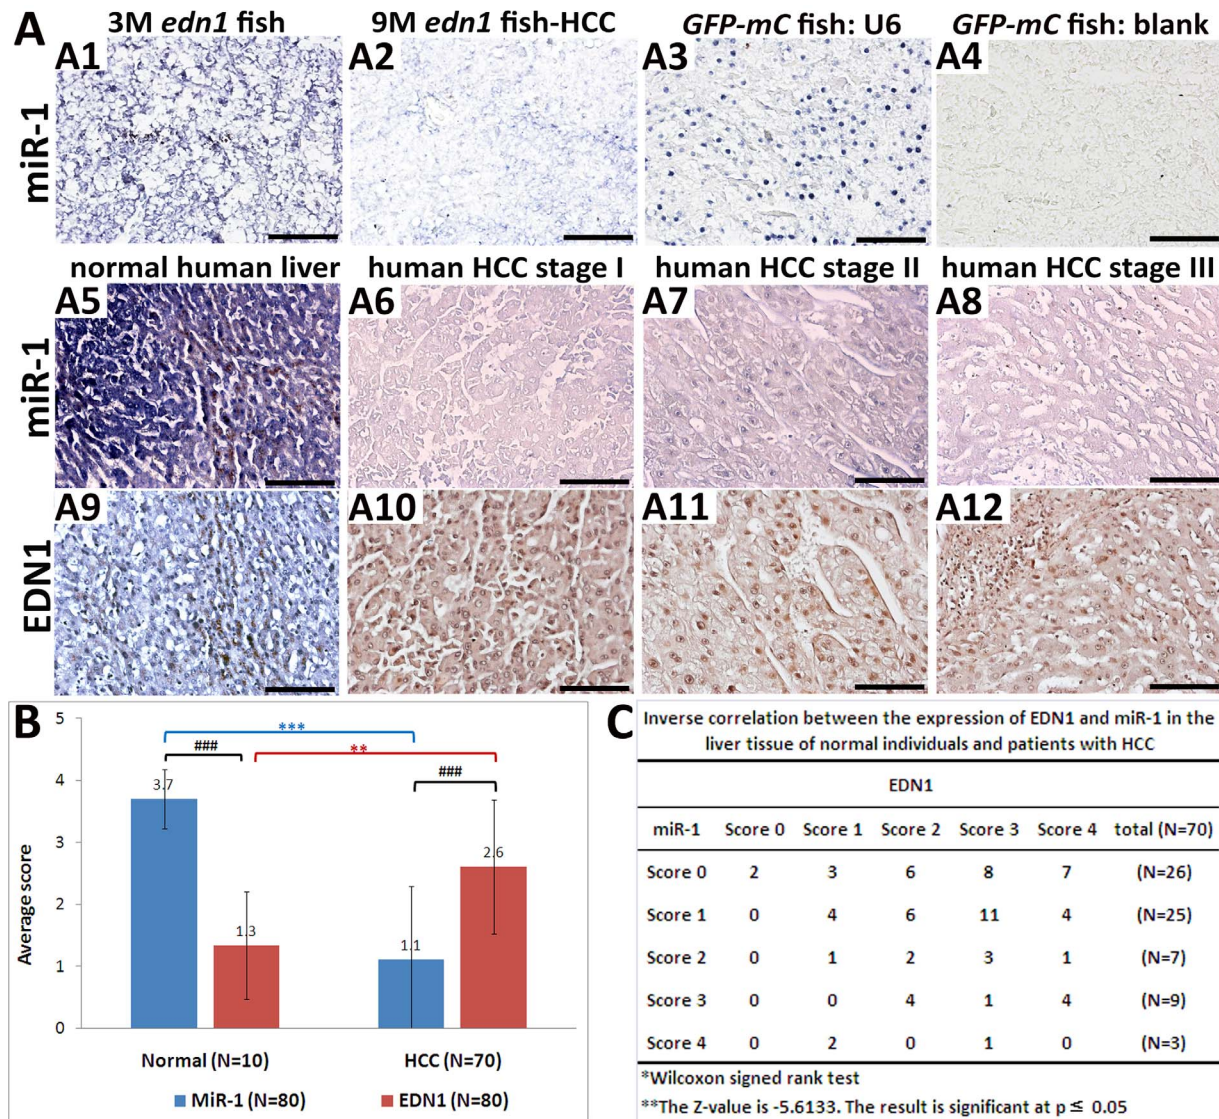 A
3M edn1 fish
9M edn1 fish-HCC
GFP-mC fish: U6
GFP-mC fish: blank
miR-1
A1
A2
A3
A4
normal human liver
human HCC stage I
human HCC stage II
human HCC stage III
miR-1
A5
A6
A7
A8
EDN1
A9
A10
A11
A12
B
Average score
5
4
3
2
1
0
***
**
###
###
3.7
1.3
1.1
2.6
Normal (N=10)
HCC (N=70)
MiR-1 (N=80)
EDN1 (N=80)
C
Inverse correlation between the expression of EDN1 and miR-1 in the
liver tissue of normal individuals and patients with HCC
EDN1
miR-1 Score 0 Score 1 Score 2 Score 3 Score 4 total (N=70)
Score 0 2 3 6 8 7 (N=26)
Score 1 0 4 6 11 4 (N=25)
Score 2 0 1 2 3 1 (N=7)
Score 3 0 0 4 1 4 (N=9)
Score 4 0 2 0 1 0 (N=3)
*Wilcoxon signed rank test
**The Z-value is -5.6133. The result is significant at p ≦ 0.05